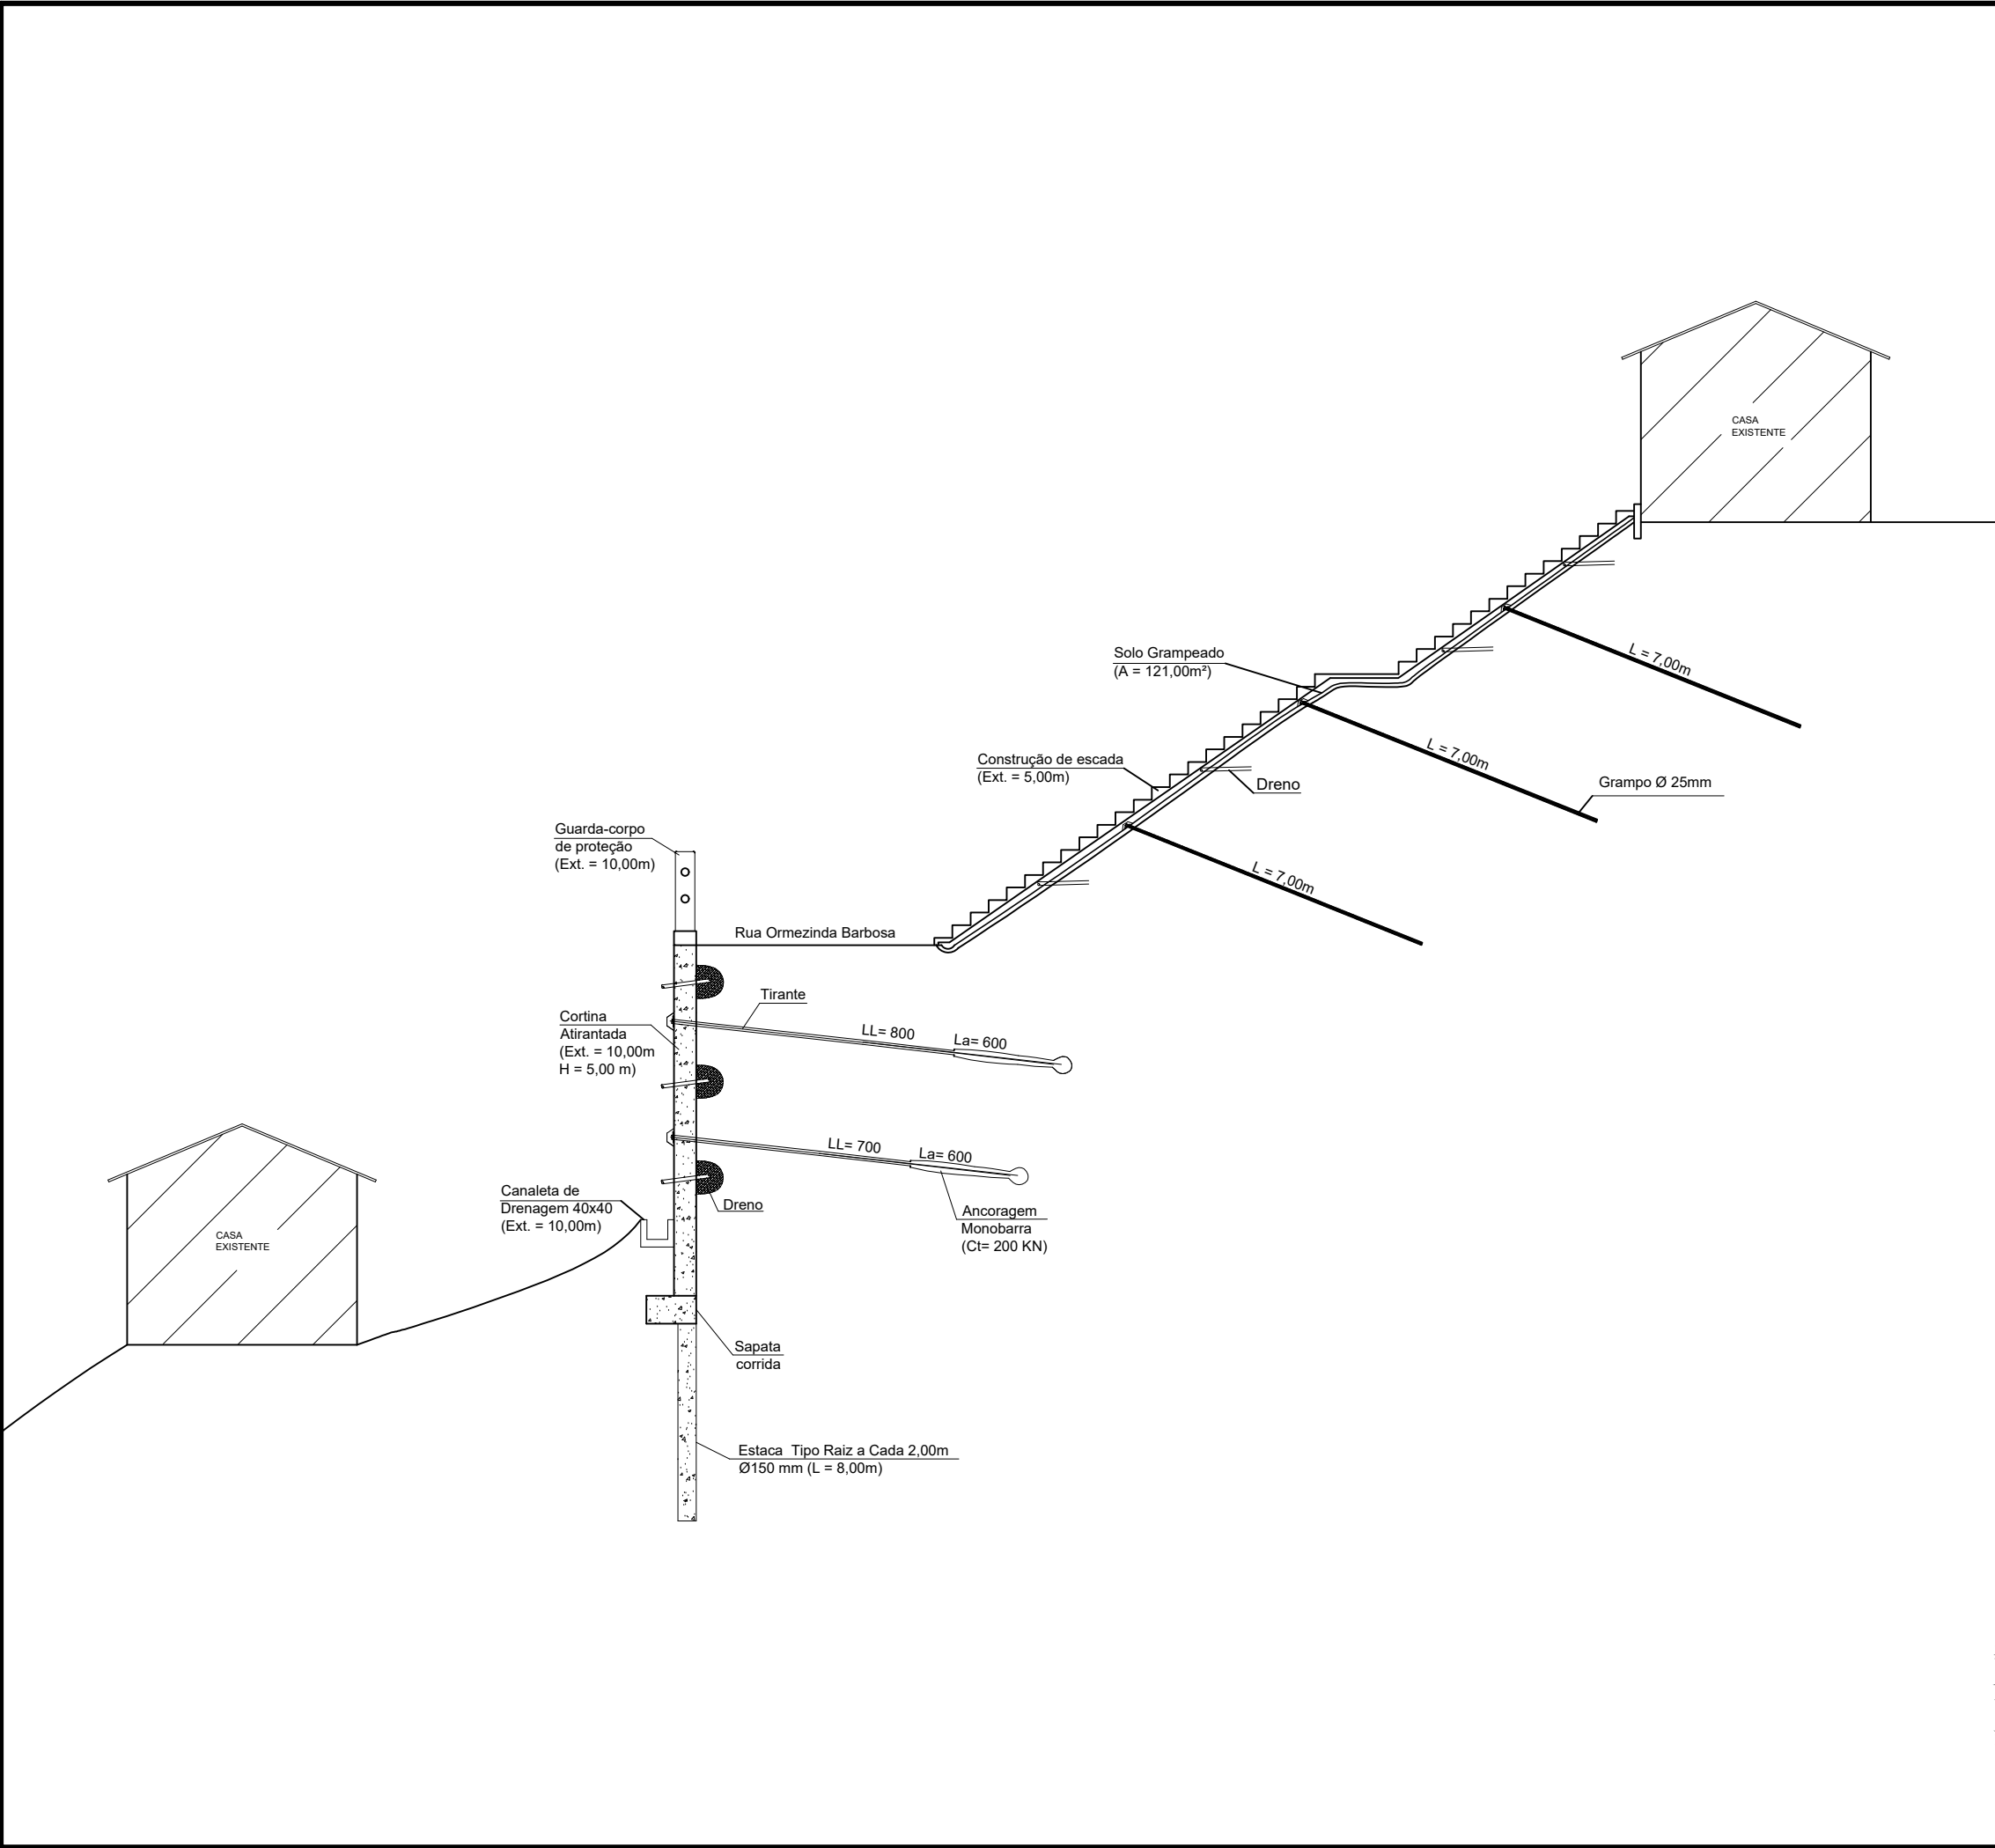 CASA
EXISTENTE
Solo Grampeado
(A = 121,00m²)
L = 7,00m
Construção de escada
(Ext. = 5,00m)
L = 7,00m
Dreno
Grampo Ø 25mm
Guarda-corpo
de proteção
(Ext. = 10,00m)
L = 7,00m
Rua Ormezinda Barbosa
Tirante
Cortina
Atirantada
(Ext. = 10,00m
H = 5,00 m)
LL= 800
La= 600
LL= 700
La= 600
Canaleta de
Drenagem 40x40
(Ext. = 10,00m)
Dreno
Ancoragem
Monobarra
(Ct= 200 KN)
CASA
EXISTENTE
Sapata
corrida
Estaca Tipo Raiz a Cada 2,00m
Ø150 mm (L = 8,00m)